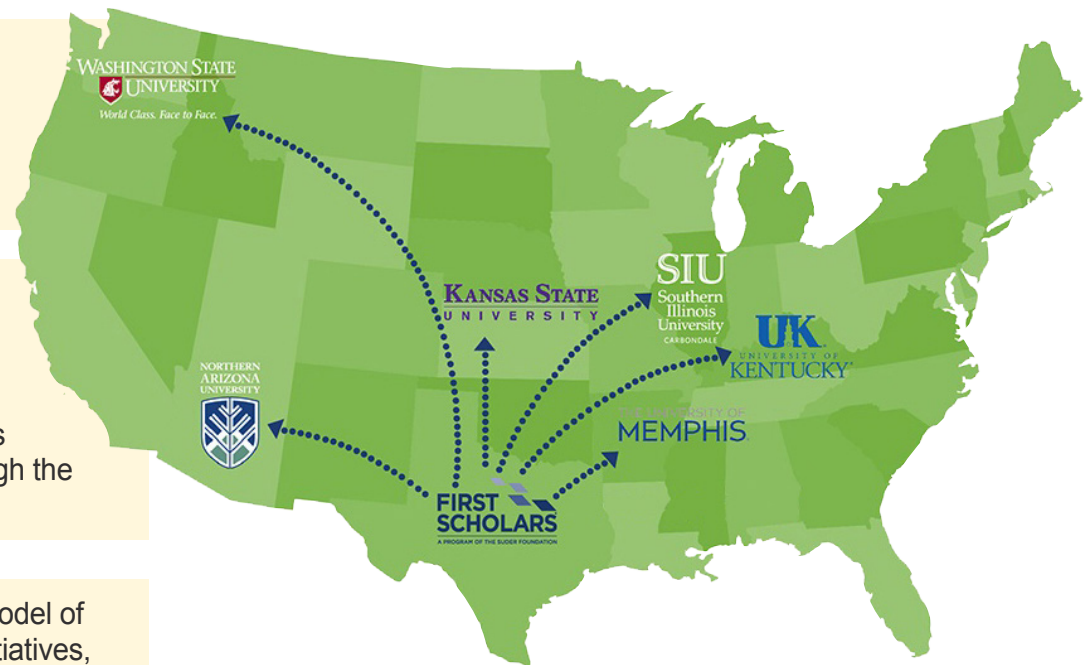 WASHINGTON STATE
UNIVERSITY
World Class. Face to Face.
KANSAS STATE
UNIVERSITY
SIU
Southern
Illinois
University
CARBONDALE
UK
UNIVERSITY OF
KENTUCKY
NORTHERN
ARIZONA
UNIVERSITY
THE UNIVERSITY OF
MEMPHIS
FIRST
SCHOLARS
A PROGRAM OF THE SUDER FOUNDATION
s
gh the
odel of
tiatives,